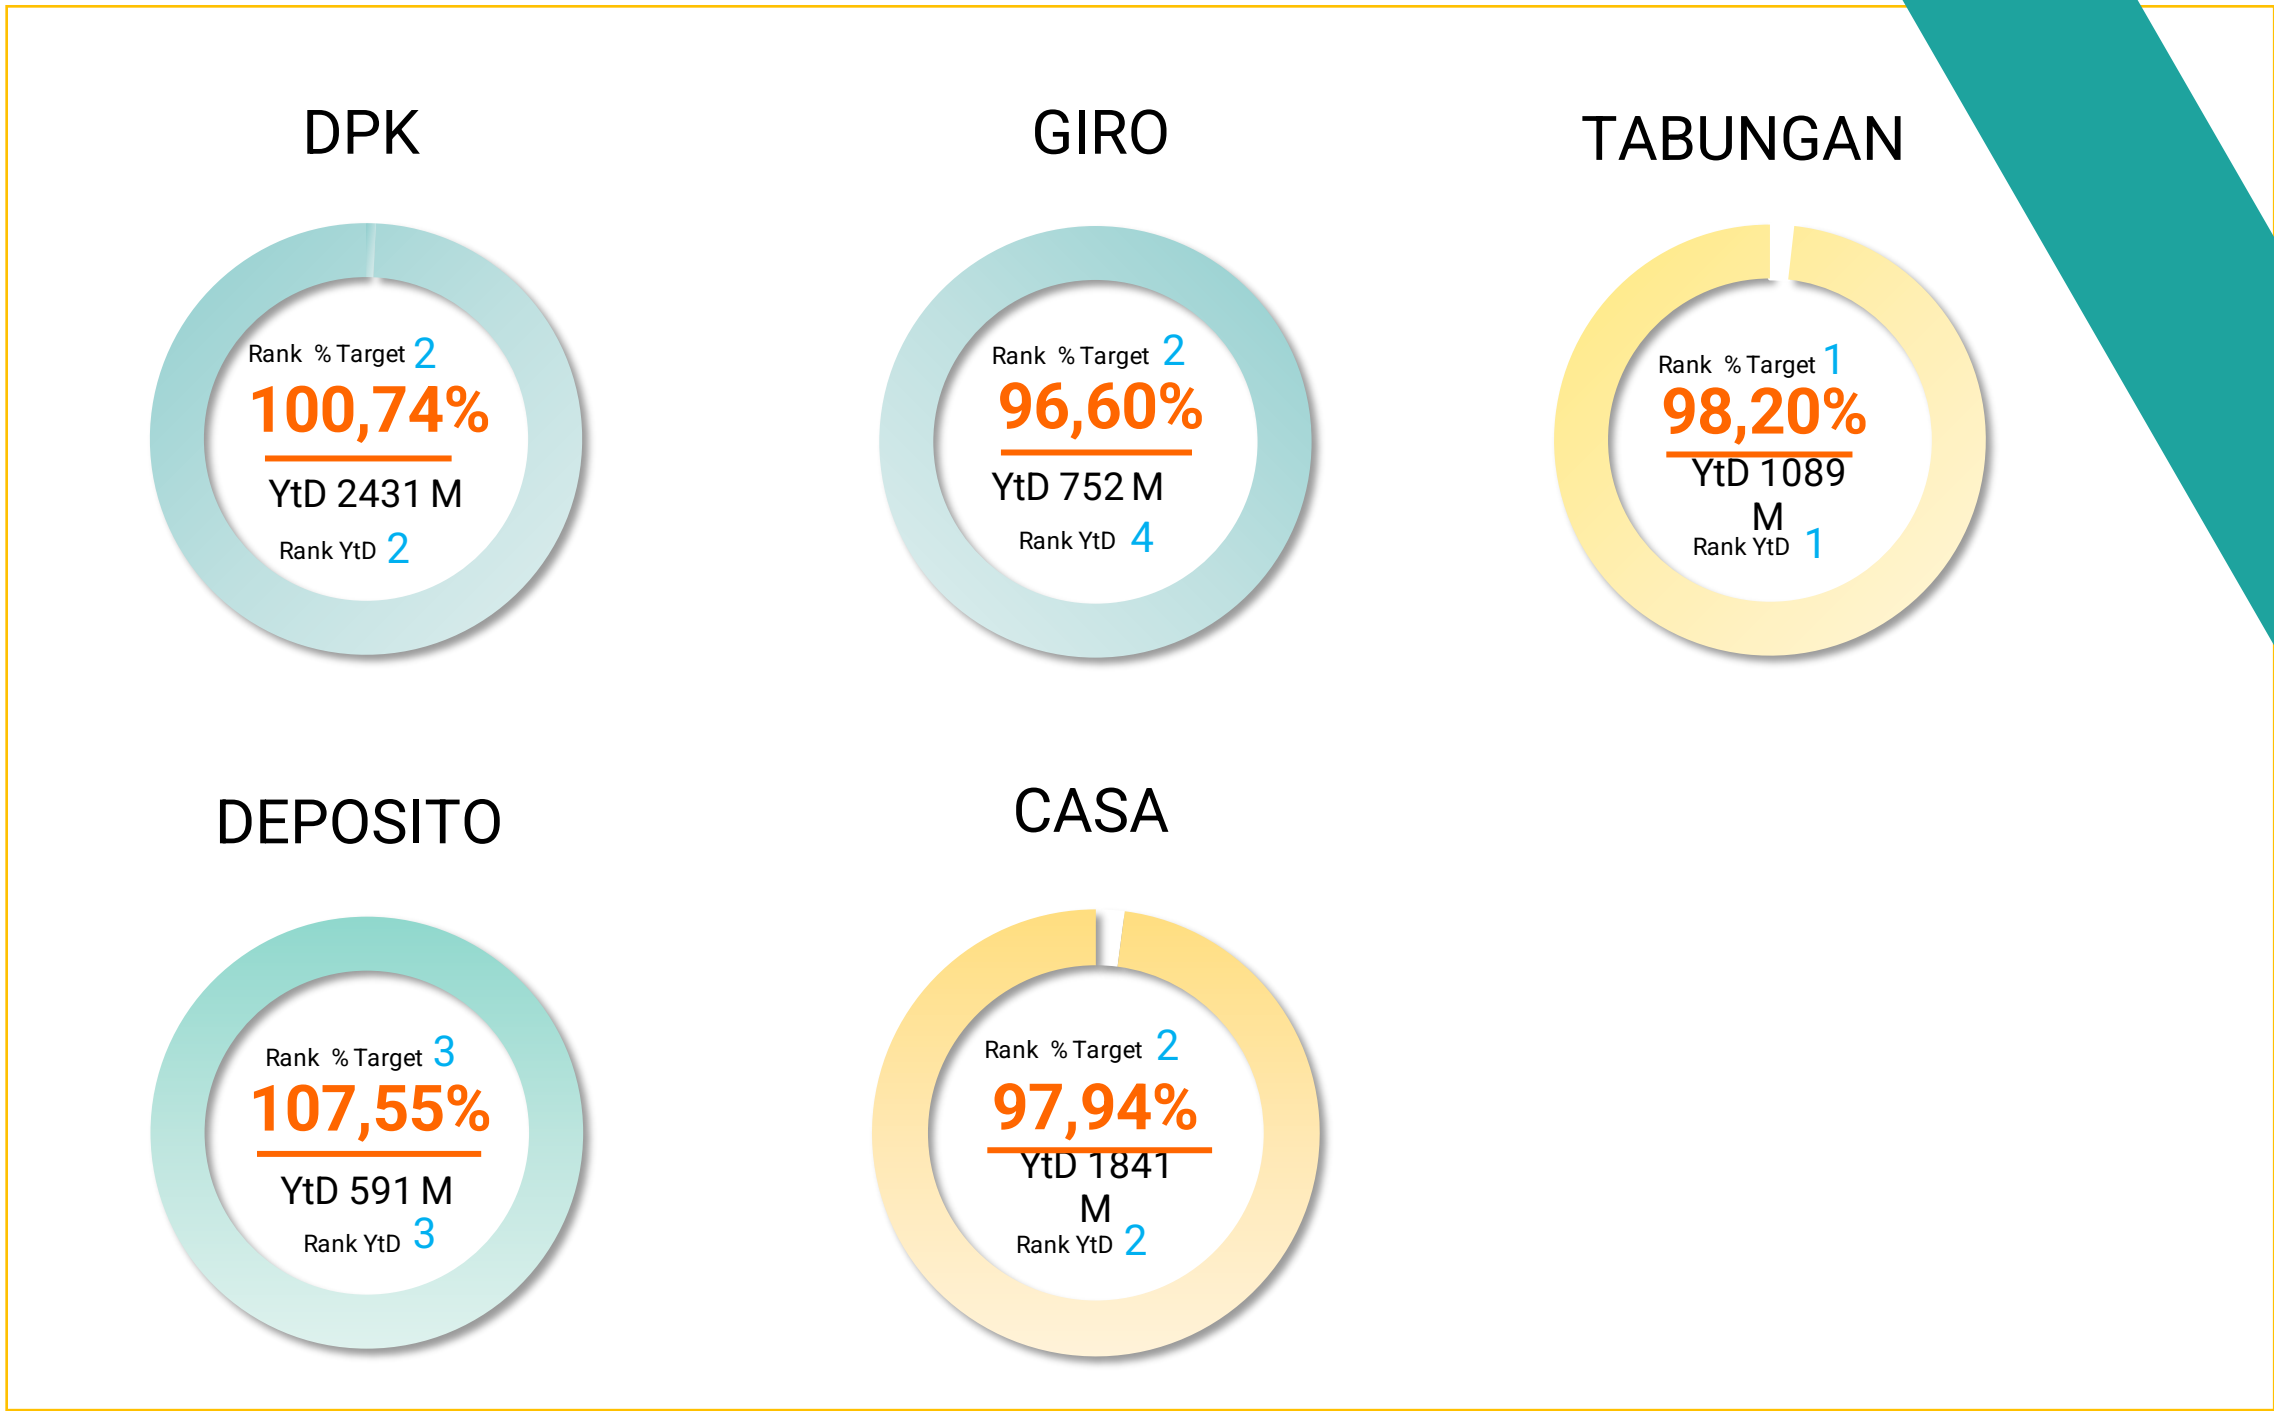 DPK
Rank % Target 2
100,74%
YtD 2431 M
Rank YtD 2
GIRO
Rank % Target 2
96,60%
YtD 752 M
Rank YtD 4
TABUNGAN
Rank % Target 1
98,20%
YtD 1089
M
Rank YtD 1
DEPOSITO
Rank % Target 3
107,55%
YtD 591 M
Rank YtD 3
CASA
Rank % Target 2
97,94%
YtD 1841
M
Rank YtD 2